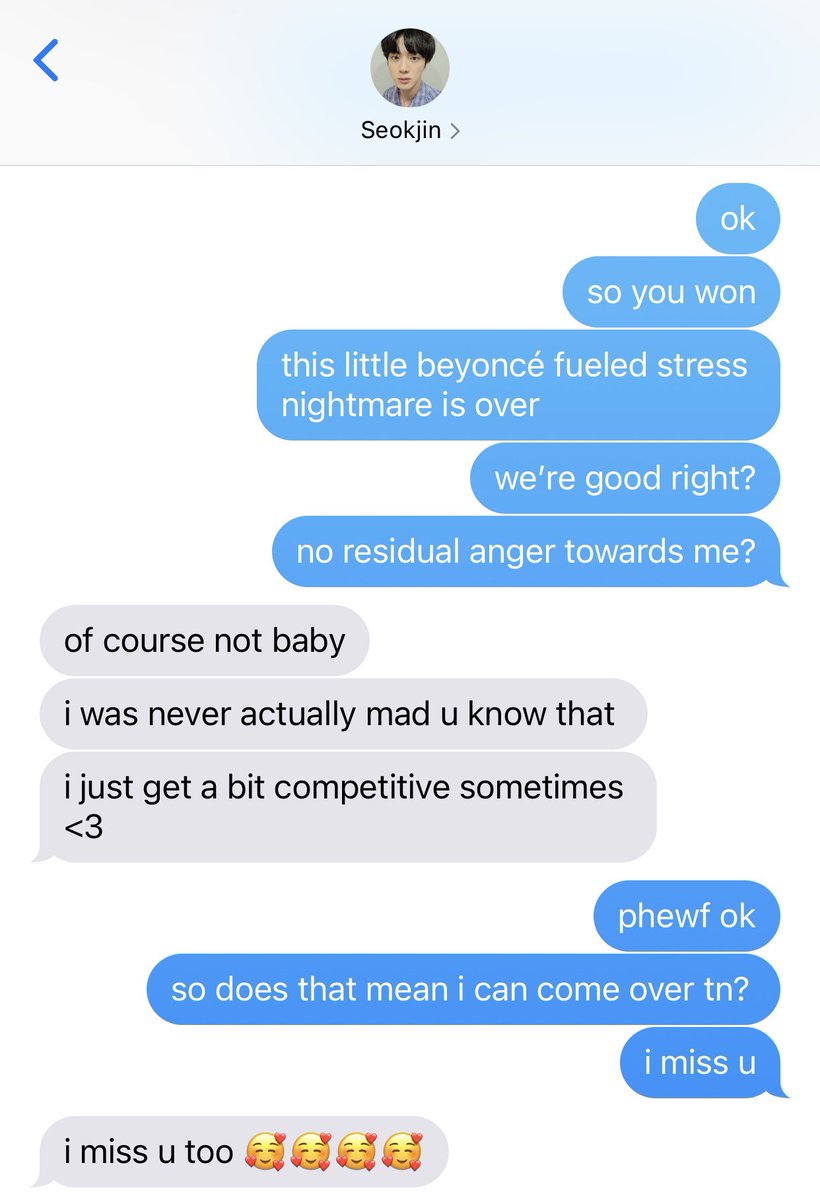 Seokjin
ok
so you won
this little beyoncé fueled stress
nightmare is over
we’re good right?
no residual anger towards me?
of course not baby
i was never actually mad u know that
i just get a bit competitive sometimes
<3
phewf ok
so does that mean i can come over tn?
i miss u
i miss u too 🥰🥰🥰🥰